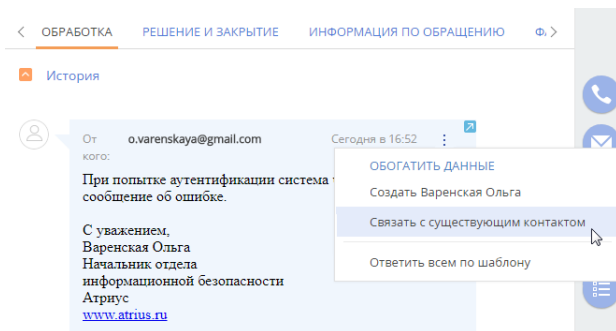 ОБРАБОТКА РЕШЕНИЕ И ЗАКРЫТИЕ ИНФОРМАЦИЯ ПО ОБРАЩЕНИЮ
История
От кого: o.varenskaya@gmail.com Сегодня в 16:52
При попытке аутентификации система
сообщение об ошибке.
С уважением,
Варенская Ольга
Начальник отдела
информационной безопасности
Атриус
www.atrius.ru
ОБОГАТИТЬ ДАННЫЕ
Создать Варенская Ольга
Связать с существующим контактом
Ответить всем по шаблону